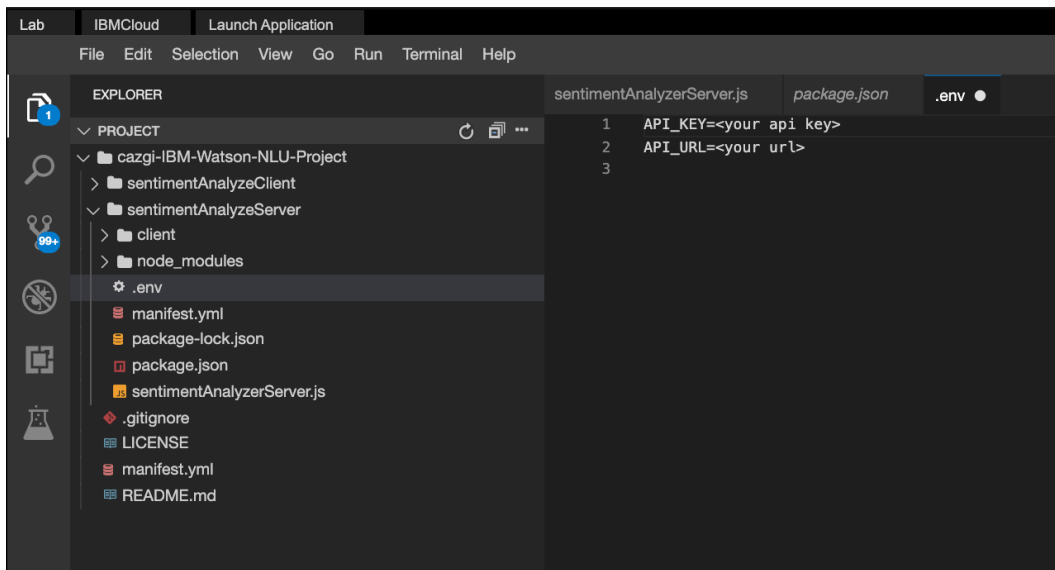 Lab IBMCloud Launch Application
File Edit Selection View Go Run Terminal Help
1
99+
EXPLORER
PROJECT
cazgi-IBM-Watson-NLU-Project
sentimentAnalyzeClient
sentimentAnalyzeServer
client
node_modules
.env
manifest.yml
package-lock.json
package.json
JS sentimentAnalyzerServer.js
.gitignore
LICENSE
manifest.yml
README.md
sentimentAnalyzerServer.js package.json .env
1 API_KEY=<your api key>
2 API_URL=<your url>
3